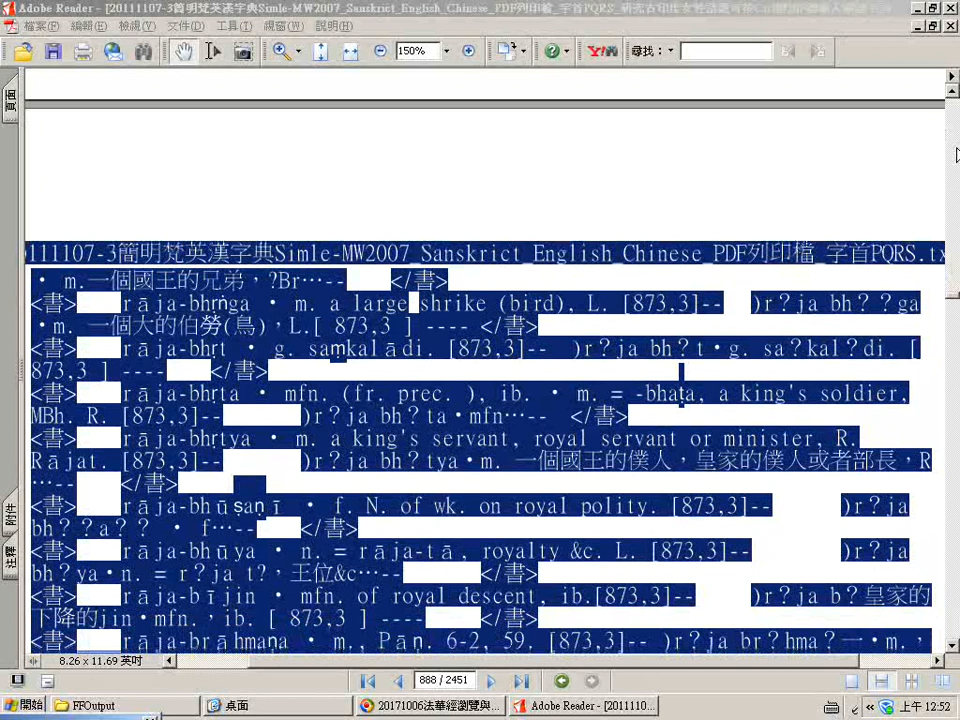 Adobe Reader - [20111107-3簡明梵英漢字典Simle-MW2007_Sanskrict_English_Chinese_PDF列印檔_字首PQRS_
檔案(F) 編輯(E) 檢視(V) 文件(D) 工具(T) 視窗(W) 說明(H)
150% 尋找:
頁面
111107-3簡明梵英漢字典Simle-MW2007_Sanskrict_English_Chinese_PDF列印檔_字首PQRS.tx
‧ m.一個國王的兄弟，?Br…-- </書>
<書> rāja-bhṛṅga ‧ m. a large shrike (bird), L. [873,3]-- )r？ja bh？？ga
‧m. 一個大的伯勞(鳥)，L.[ 873,3 ] ---- </書>
<書> rāja-bhṛt ‧ g. saṃkalādi. [873,3]-- )r？ja bh？t‧g. sa？kal？di. [
873,3 ] ---- </書>
<書> rāja-bhṛta ‧ mfn. (fr. prec. ), ib. ‧ m. = -bhaṭa, a king's soldier,
MBh. R. [873,3]-- )r？ja bh？ta‧mfn…-- </書>
<書> rāja-bhṛtya ‧ m. a king's servant, royal servant or minister, R.
Rājat. [873,3]-- )r？ja bh？tya‧m. 一個國王的僕人，皇家的僕人或者部長，R
…-- </書>
<書> rāja-bhūṣaṇī ‧ f. N. of wk. on royal polity. [873,3]-- )r？ja
bh？？a？？ ‧ f…-- </書>
<書> rāja-bhūya ‧ n. = rāja-tā, royalty &c. L. [873,3]-- )r？ja
bh？ya‧n. = r？ja t?，王位&c…-- </書>
<書> rāja-bījin ‧ mfn. of royal descent, ib.[873,3]-- )r？ja b？皇家的
下降的jin‧mfn. ，ib. [ 873,3 ] ---- </書>
<書> rāja-brāhmaṇa ‧ m., Pāṇ. 6-2, 59. [873,3]-- )r？ja br？hma？一‧m.，
附件
注釋
8.26 x 11.69 英吋
888 / 2451
開始 FFOutput 桌面 20171006法華經瀏覽與... Adobe Reader - [2011110... 上午 12:52